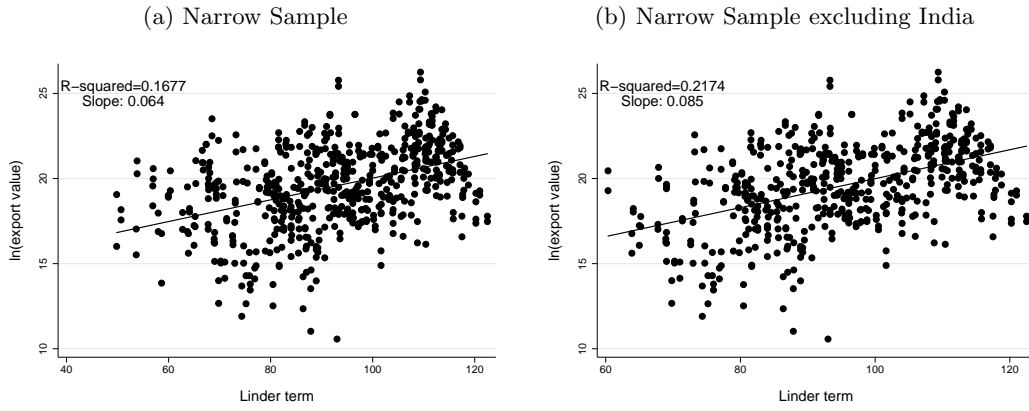 (a) Narrow Sample
R−squared=0.1677
Slope: 0.064
25
20
15
10
ln(export value)
40 60 80 100 120
Linder term
(b) Narrow Sample excluding India
R−squared=0.2174
Slope: 0.085
25
20
15
10
ln(export value)
60 80 100 120
Linder term